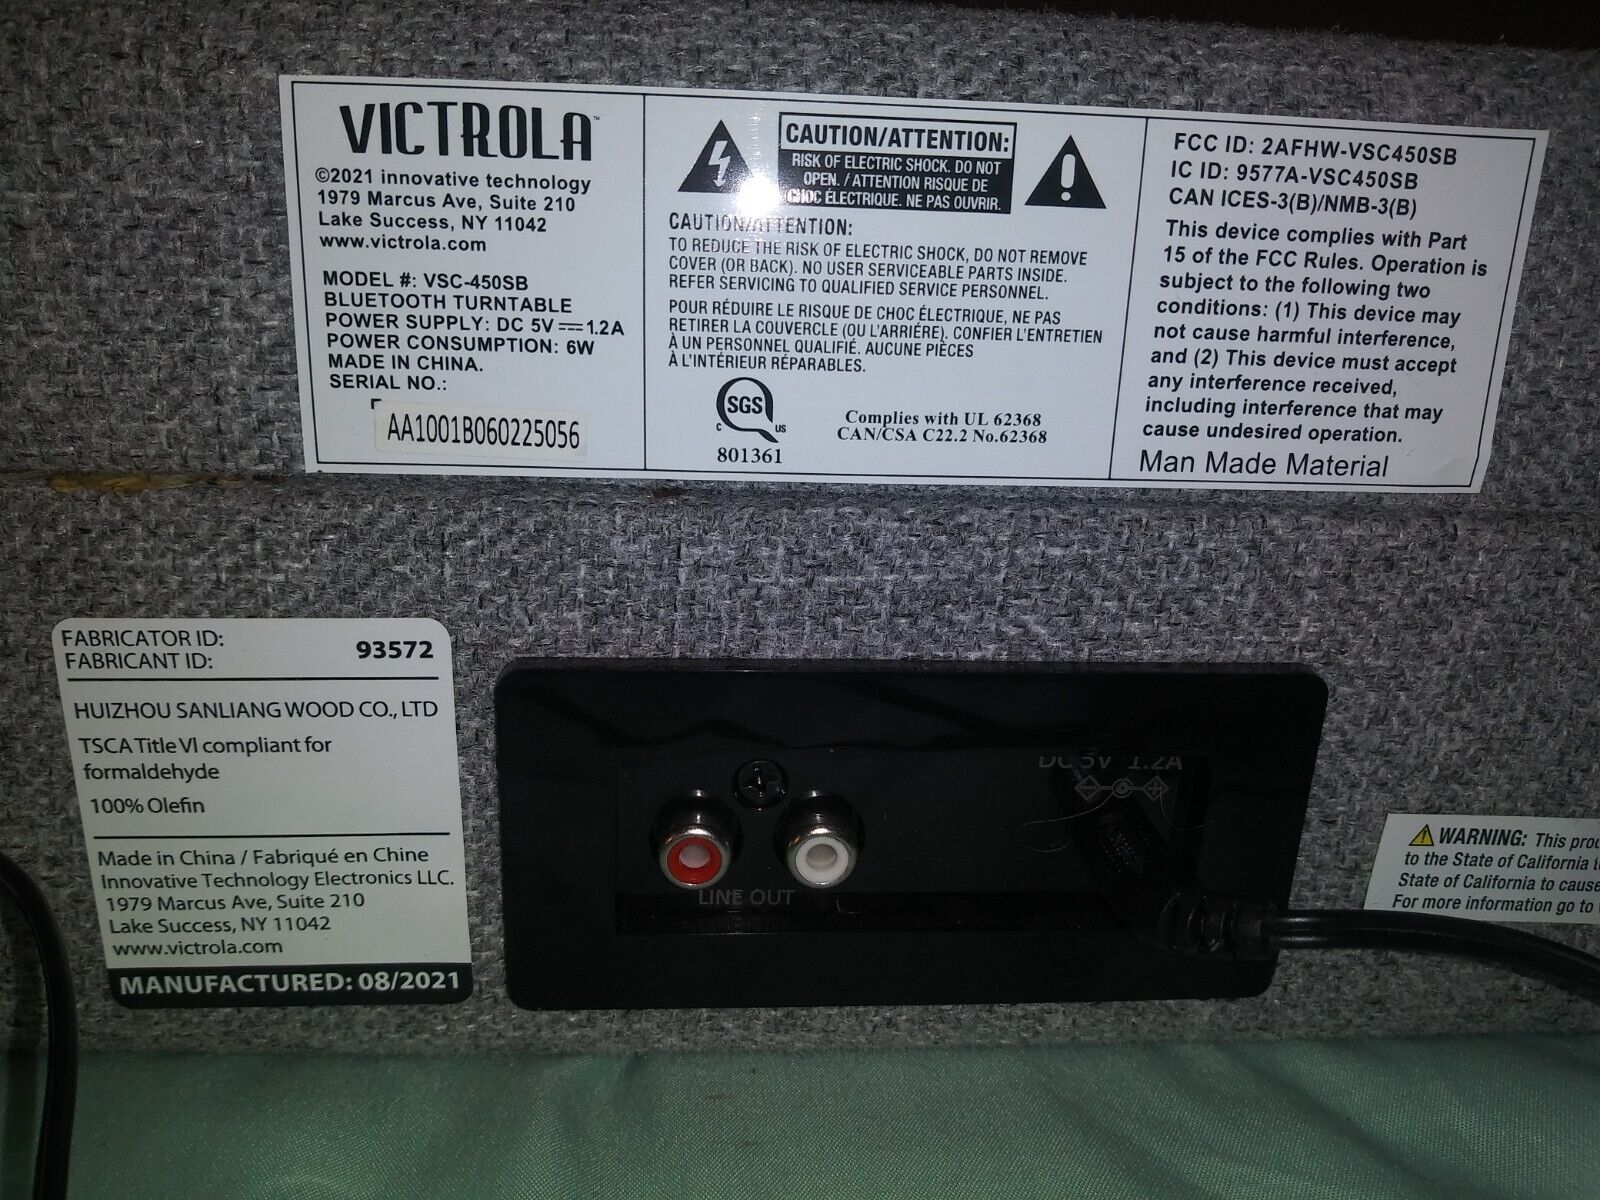 VICTROLA™
©2021 innovative technology
1979 Marcus Ave, Suite 210
Lake Success, NY 11042
www.victrola.com
MODEL #: VSC-450SB
BLUETOOTH TURNTABLE
POWER SUPPLY: DC 5V ⎓ 1.2A
POWER CONSUMPTION: 6W
MADE IN CHINA.
SERIAL NO.:
AA1001B060225056
CAUTION/ATTENTION:
RISK OF ELECTRIC SHOCK. DO NOT
OPEN. / ATTENTION RISQUE DE
CHOC ÉLECTRIQUE. NE PAS OUVRIR.
CAUTION/ATTENTION:
TO REDUCE THE RISK OF ELECTRIC SHOCK, DO NOT REMOVE
COVER (OR BACK). NO USER SERVICEABLE PARTS INSIDE.
REFER SERVICING TO QUALIFIED SERVICE PERSONNEL.
POUR RÉDUIRE LE RISQUE DE CHOC ÉLECTRIQUE, NE PAS
RETIRER LA COUVERCLE (OU L'ARRIÉRE). CONFIER L'ENTRETIEN
À UN PERSONNEL QUALIFIÉ. AUCUNE PIÈCES
À L'INTÉRIEUR RÉPARABLES.
SGS
C US
801361
Complies with UL 62368
CAN/CSA C22.2 No.62368
FCC ID: 2AFHW-VSC450SB
IC ID: 9577A-VSC450SB
CAN ICES-3(B)/NMB-3(B)
This device complies with Part
15 of the FCC Rules. Operation is
subject to the following two
conditions: (1) This device may
not cause harmful interference,
and (2) This device must accept
any interference received,
including interference that may
cause undesired operation.
Man Made Material
FABRICATOR ID:
FABRICANT ID:
93572
HUIZHOU SANLIANG WOOD CO., LTD
TSCA Title VI compliant for
formaldehyde
100% Olefin
Made in China / Fabriqué en Chine
Innovative Technology Electronics LLC.
1979 Marcus Ave, Suite 210
Lake Success, NY 11042
www.victrola.com
MANUFACTURED: 08/2021
LINE OUT
DC 5V 1.2A
WARNING: This
to the State of California
State of California to cause
For more information go to